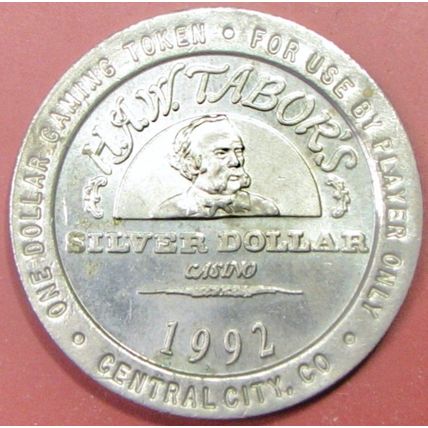 ONE DOLLAR GAMING TOKEN • FOR USE BY PLAYER ONLY •
H.A.W. TABOR'S
SILVER DOLLAR
CASINO
1992
CENTRAL CITY, CO •